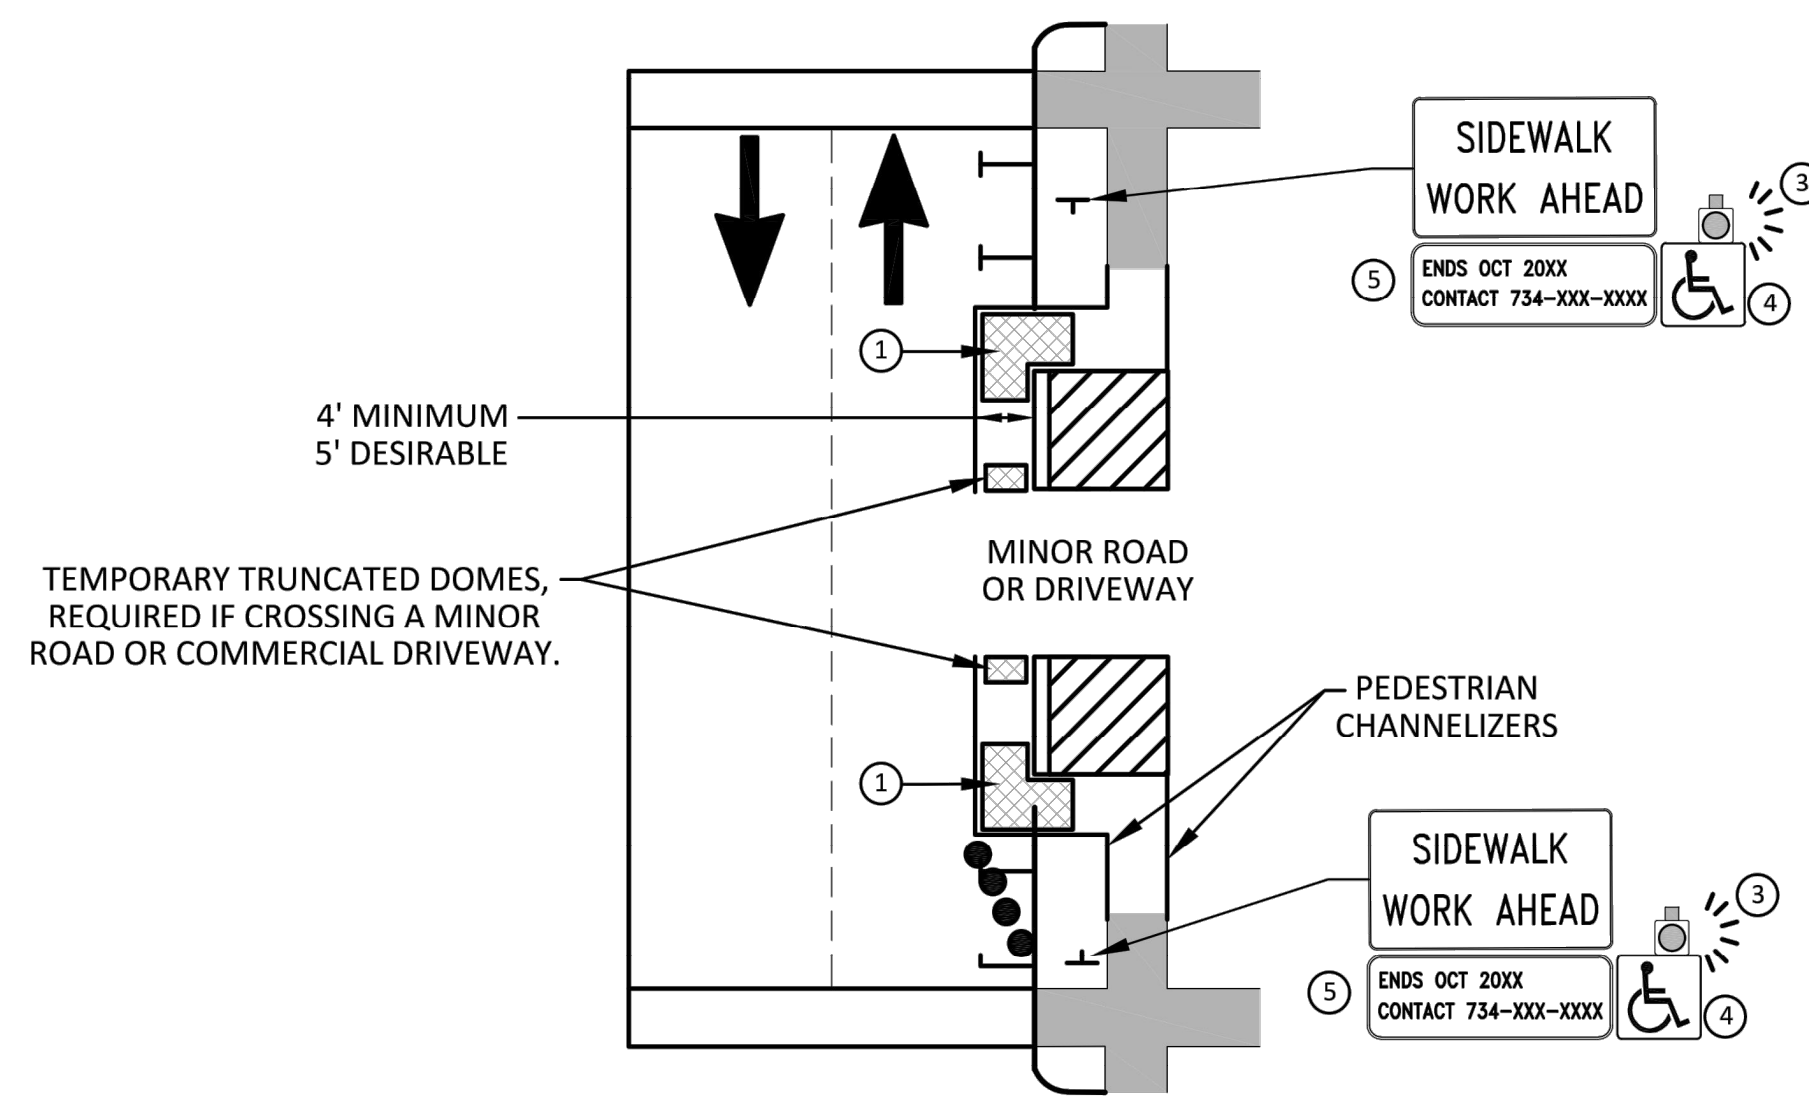 SIDEWALK
WORK AHEAD
3
5
ENDS OCT 20XX
CONTACT 734-XXX-XXXX
4
1
4' MINIMUM
5' DESIRABLE
MINOR ROAD
OR DRIVEWAY
TEMPORARY TRUNCATED DOMES,
REQUIRED IF CROSSING A MINOR
ROAD OR COMMERCIAL DRIVEWAY.
PEDESTRIAN
CHANNELIZERS
1
SIDEWALK
WORK AHEAD
3
5
ENDS OCT 20XX
CONTACT 734-XXX-XXXX
4